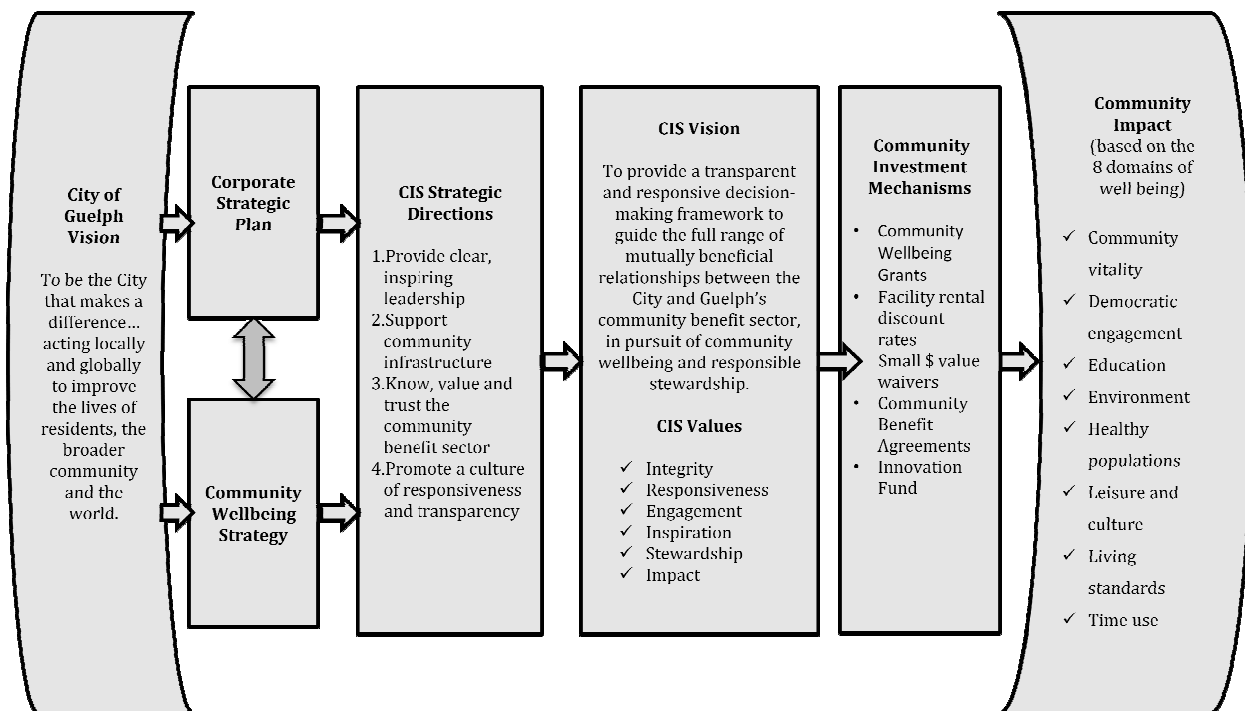 City of
Guelph
Vision
To be the City
that makes a
difference...
acting locally
and globally
to improve
the lives of
residents, the
broader
community
and the
world.
Corporate
Strategic
Plan
Community
Wellbeing
Strategy
CIS Strategic
Directions
1.Provide clear,
inspiring
leadership
2.Support
community
infrastructure
3.Know, value and
trust the
community
benefit sector
4.Promote a culture
of responsiveness
and transparency
CIS Vision
To provide a transparent
and responsive decision-
making framework to
guide the full range of
mutually beneficial
relationships between the
City and Guelph's
community benefit sector,
in pursuit of community
wellbeing and responsible
stewardship.
CIS Values
✓ Integrity
✓ Responsiveness
✓ Engagement
✓ Inspiration
✓ Stewardship
✓ Impact
Community
Investment
Mechanisms
• Community
Wellbeing
Grants
• Facility rental
discount
rates
• Small $ value
waivers
• Community
Benefit
Agreements
• Innovation
Fund
Community
Impact
(based on the
8 domains of
well being)
✓ Community
vitality
✓ Democratic
engagement
✓ Education
✓ Environment
✓ Healthy
populations
✓ Leisure and
culture
✓ Living
standards
✓ Time use